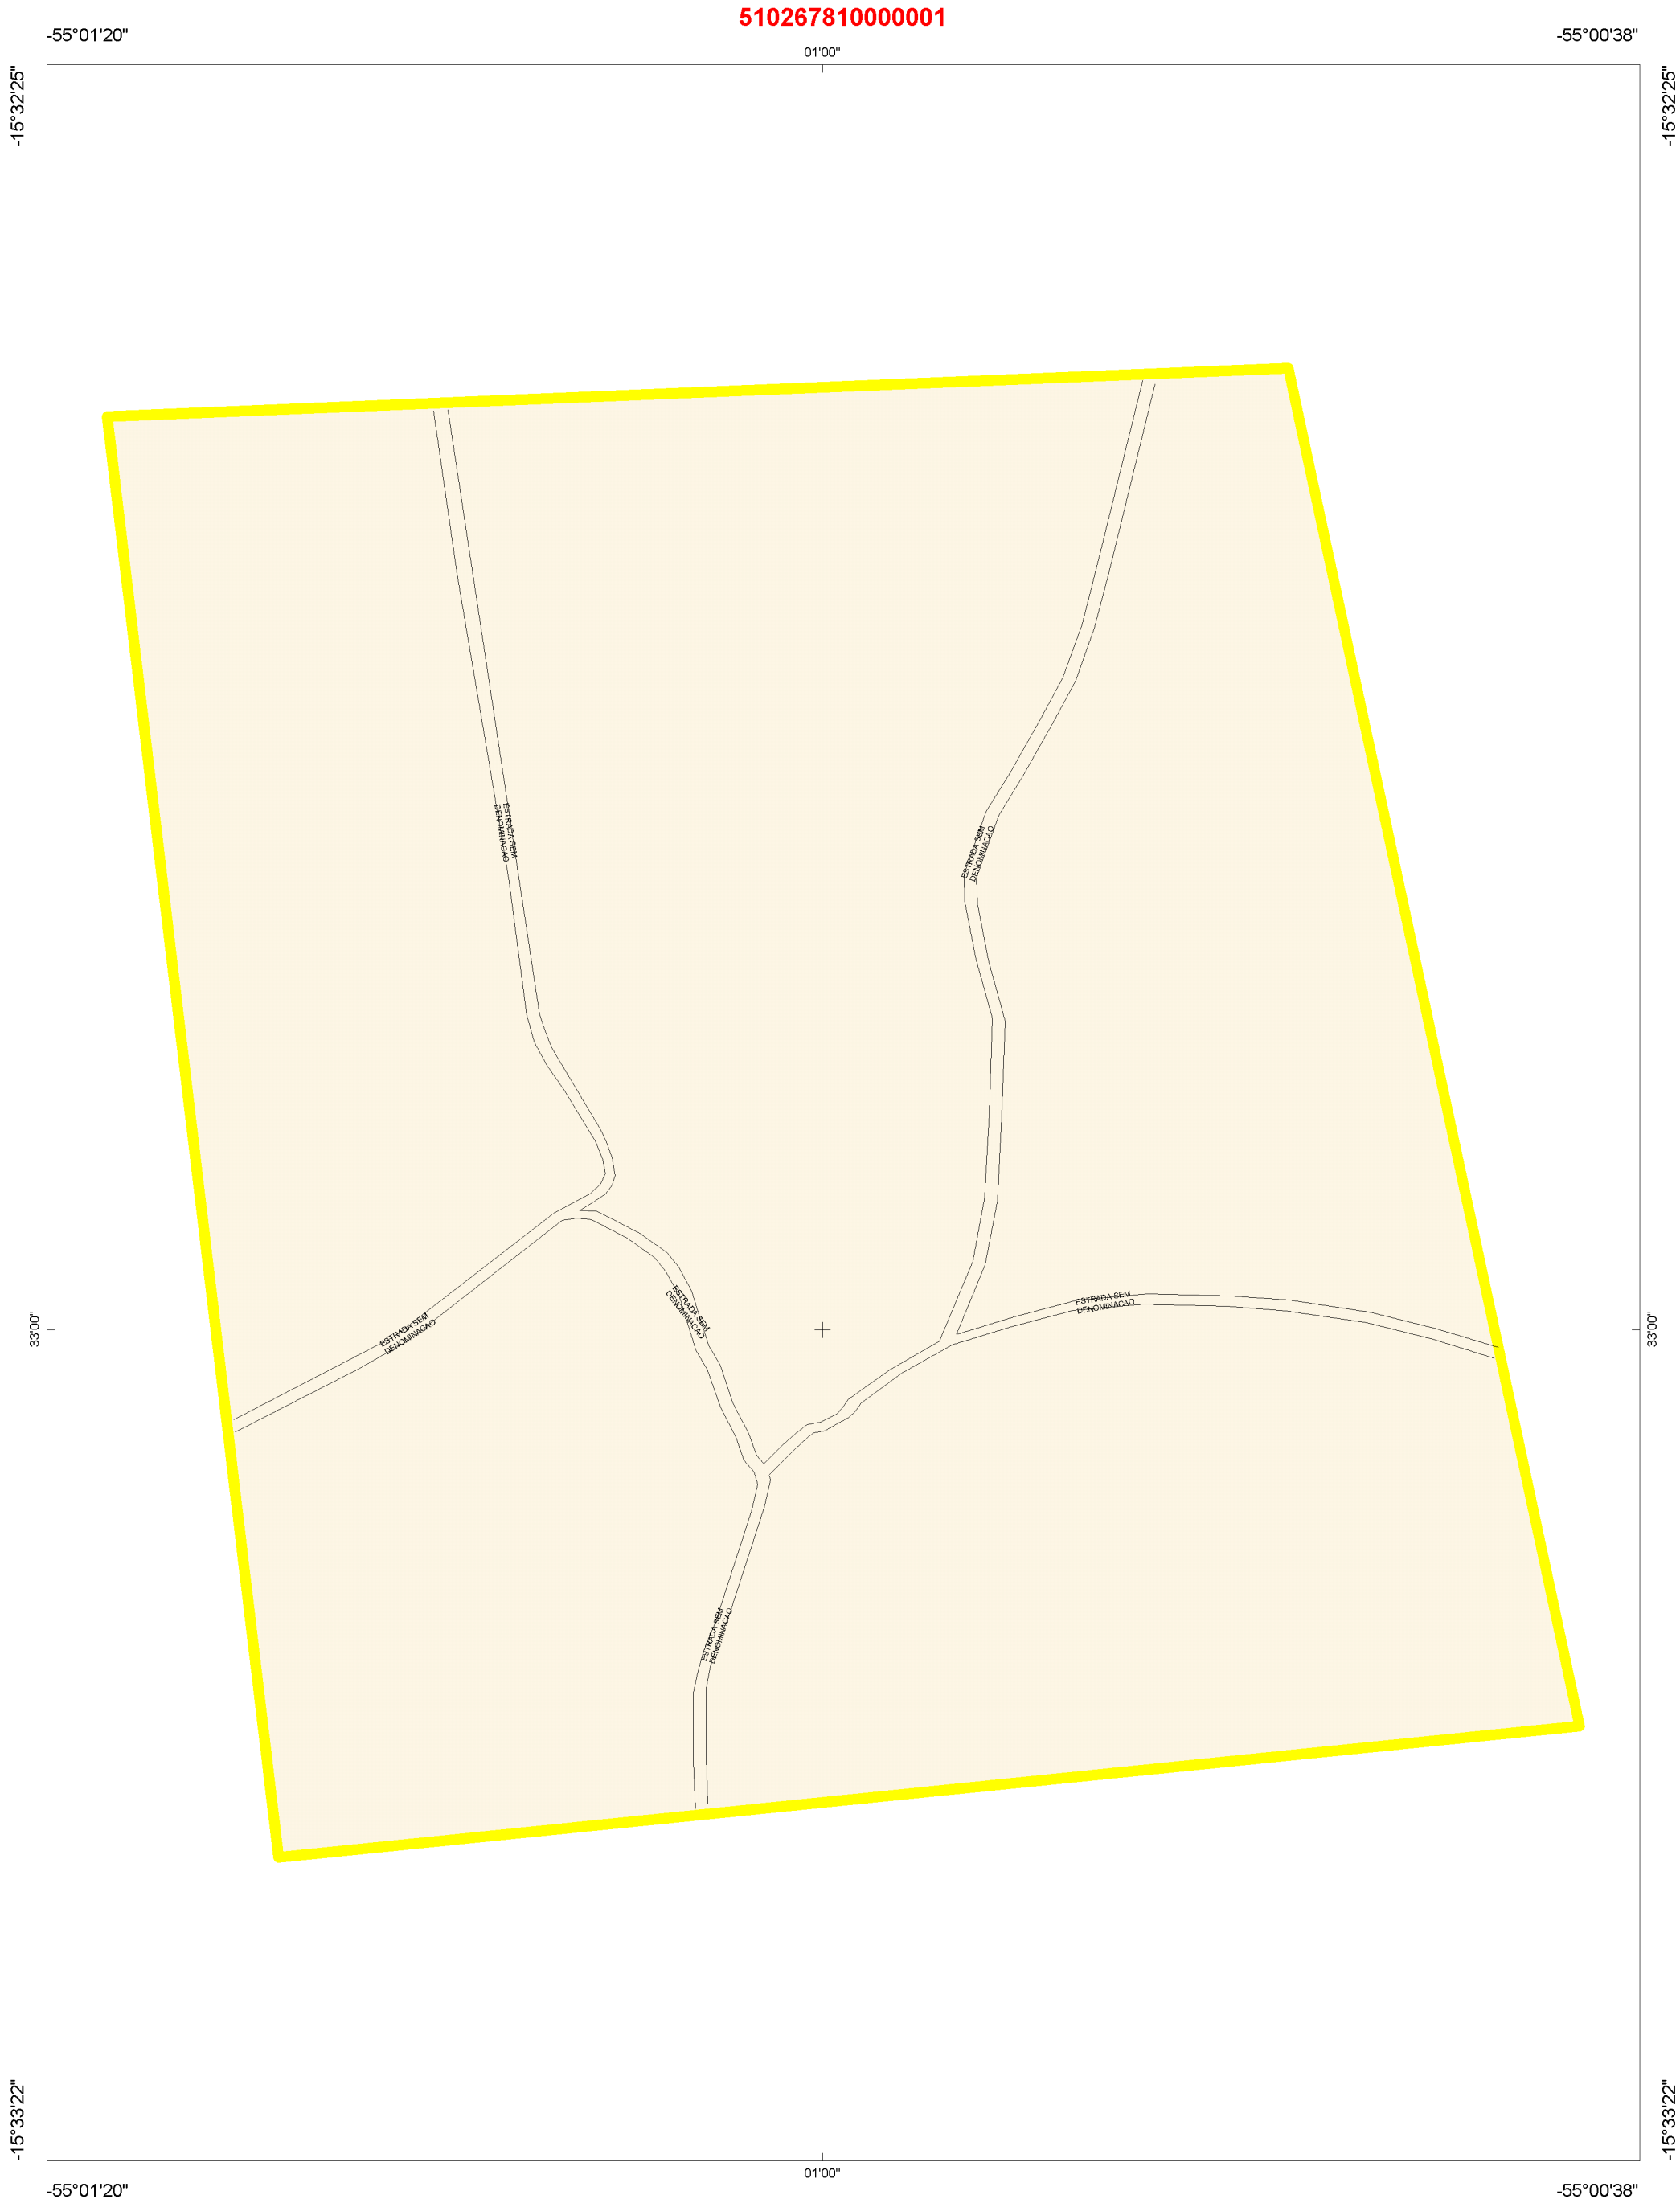 510267810000001
-55°01'20"
-55°00'38"
01'00"
-15°32'25"
-15°32'25"
ESTRADA SEM
DENOMINACAO
ESTRADA SEM
DENOMINACAO
ESTRADA SEM
DENOMINACAO
ESTRADA SEM
DENOMINACAO
ESTRADA SEM
DENOMINACAO
33'00"
33'00"
ESTRADA SEM
DENOMINACAO
-15°33'22"
-15°33'22"
01'00"
-55°01'20"
-55°00'38"